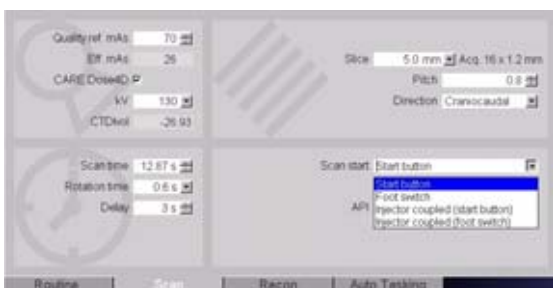 Quality ref. mAs 70
Eff. mAs 26
CARE Dose4D
kV 130
CTDIvol -26.93
Slice 5.0 mm Acq. 16 x 1.2 mm
Pitch 0.8
Direction Craniocaudal
Scan time 12.87 s
Rotation time 0.6 s
Delay 3 s
Scan start Start button
Start button
Foot switch
API Injector coupled (start button)
Injector coupled (foot switch)
Routine Scan Recon Auto Tasking